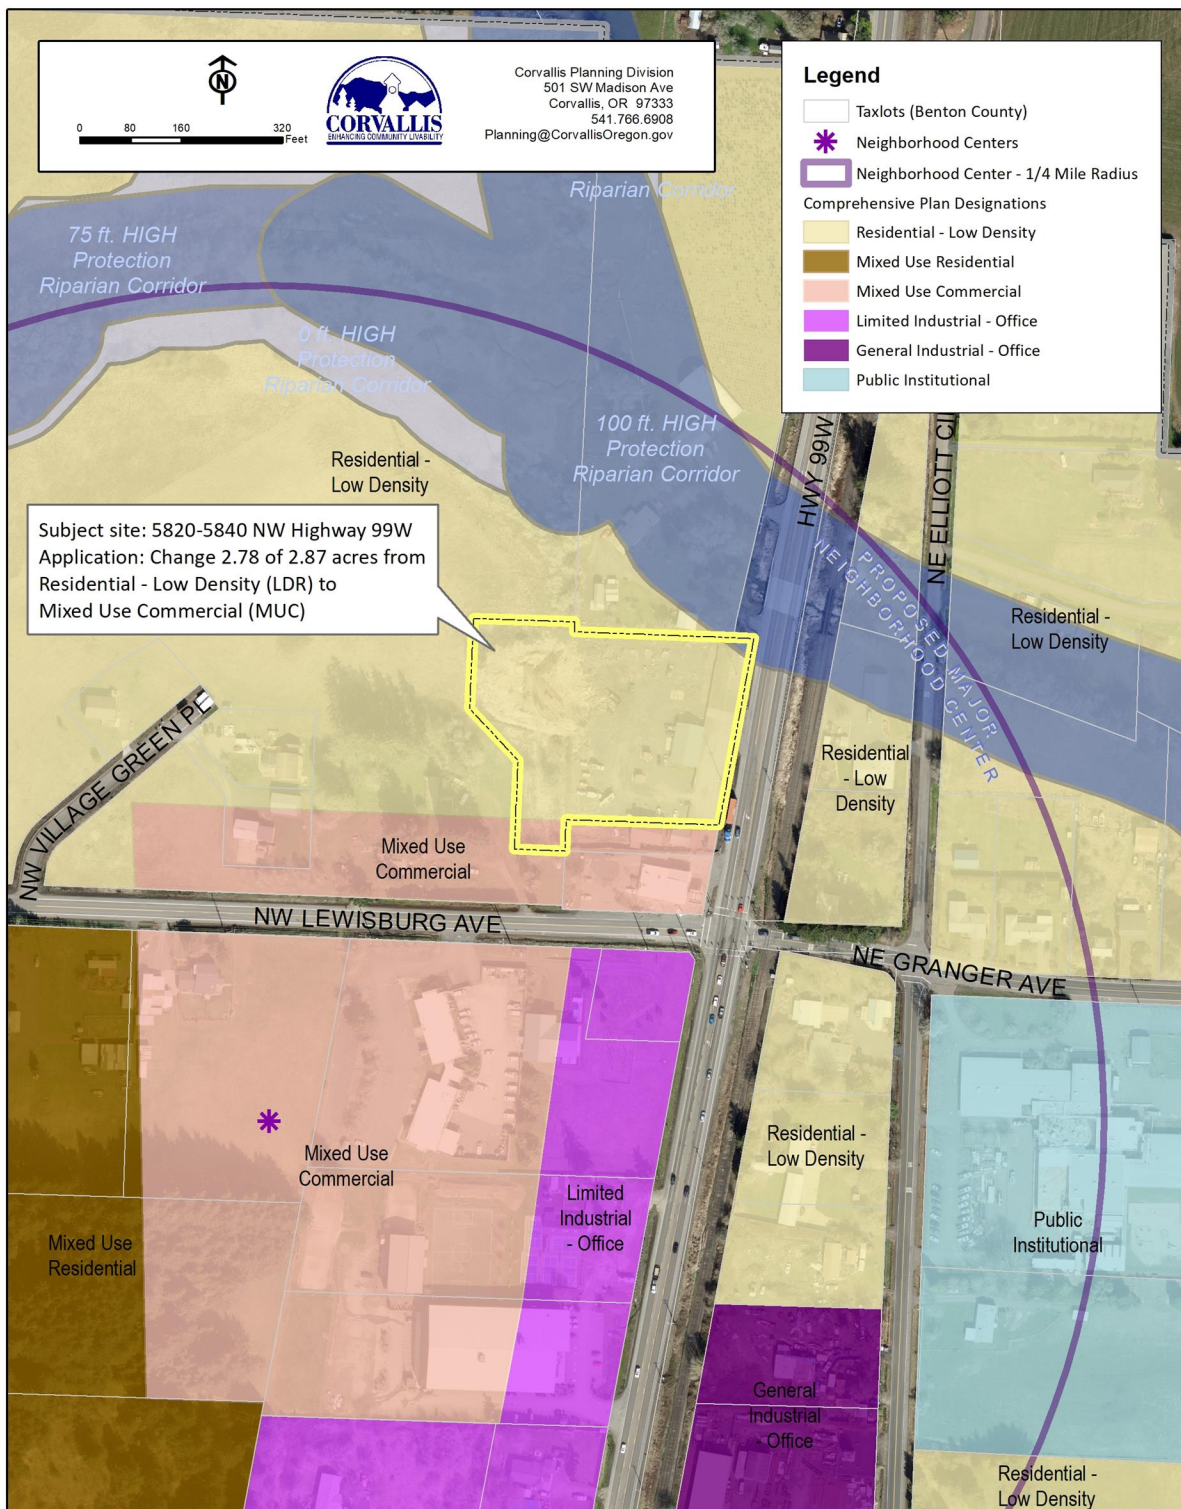 N
0 80 160 320
Feet
CORVALLIS
ENHANCING COMMUNITY LIVABILITY
Corvallis Planning Division
501 SW Madison Ave
Corvallis, OR 97333
541.766.6908
Planning@CorvallisOregon.gov
Legend
Taxlots (Benton County)
Neighborhood Centers
Neighborhood Center - 1/4 Mile Radius
Comprehensive Plan Designations
Residential - Low Density
Mixed Use Residential
Mixed Use Commercial
Limited Industrial - Office
General Industrial - Office
Public Institutional
Riparian Corridor
75 ft. HIGH
Protection
Riparian Corridor
0 ft. HIGH
Protection
Riparian Corridor
100 ft. HIGH
Protection
Riparian Corridor
Residential -
Low Density
Subject site: 5820-5840 NW Highway 99W
Application: Change 2.78 of 2.87 acres from
Residential - Low Density (LDR) to
Mixed Use Commercial (MUC)
HWY 99W
NE ELLIOTT CI
PROPOSED MAJOR
NEIGHBORHOOD CENTER
Residential -
Low Density
NW VILLAGE GREEN PL
Residential
- Low
Density
Mixed Use
Commercial
NW LEWISBURG AVE
NE GRANGER AVE
Mixed Use
Commercial
Residential -
Low Density
Limited
Industrial
- Office
Public
Institutional
Mixed Use
Residential
General
Industrial
Office
Residential -
Low Density